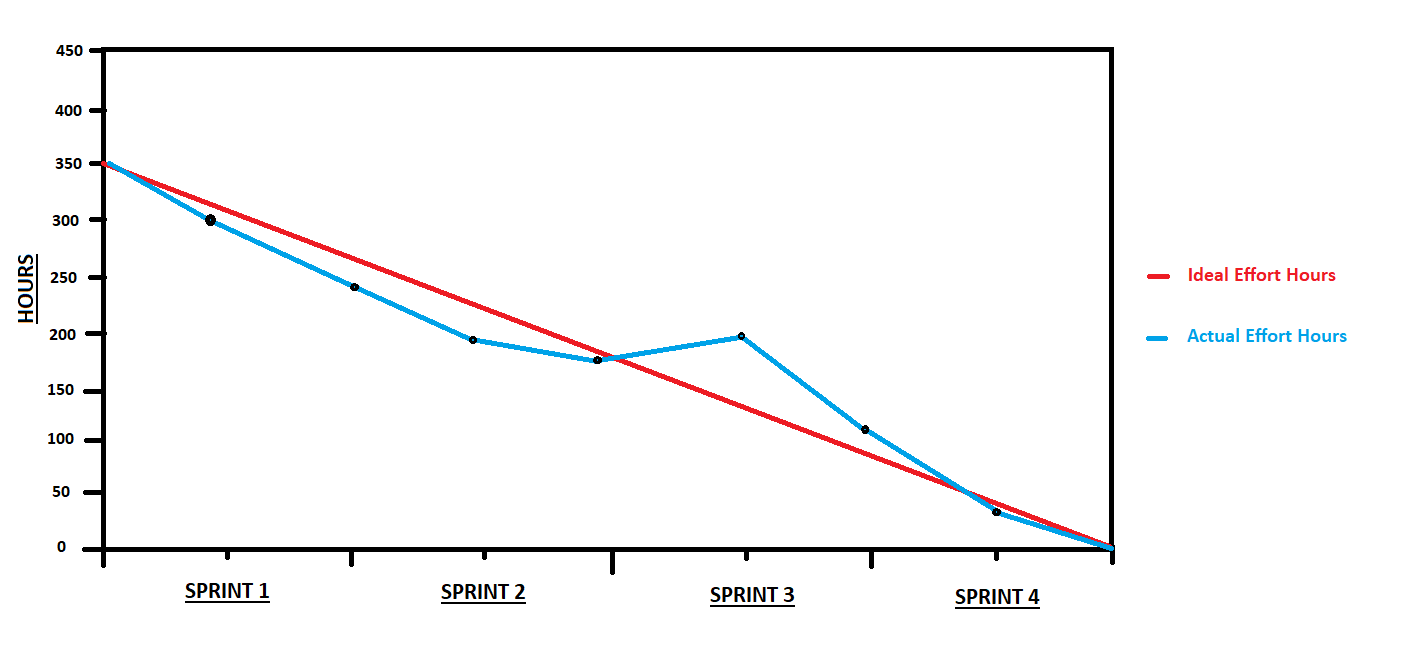 450
400
350
300
250
200
150
100
50
0
HOURS
SPRINT 1
SPRINT 2
SPRINT 3
SPRINT 4
Ideal Effort Hours
Actual Effort Hours